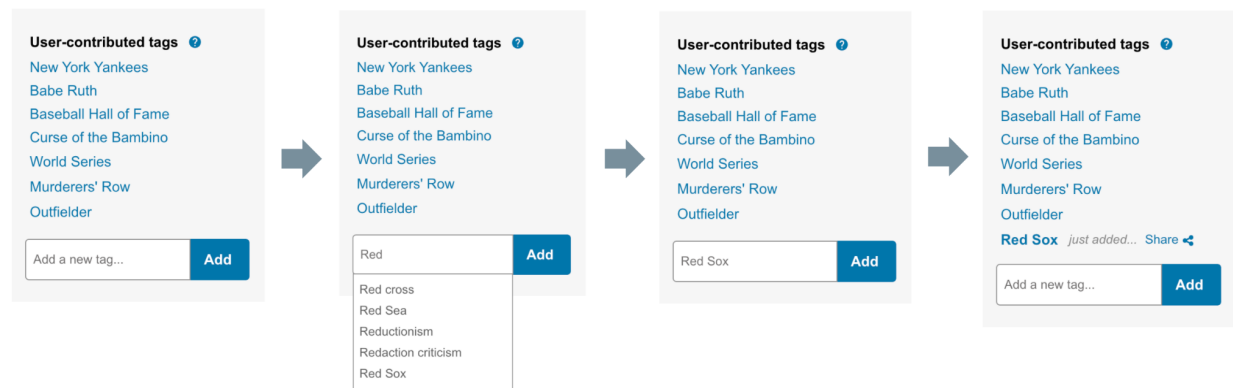 User-contributed tags ?
New York Yankees
Babe Ruth
Baseball Hall of Fame
Curse of the Bambino
World Series
Murderers' Row
Outfielder
Add a new tag... Add
User-contributed tags ?
New York Yankees
Babe Ruth
Baseball Hall of Fame
Curse of the Bambino
World Series
Murderers' Row
Outfielder
Red Add
Red cross
Red Sea
Reductionism
Redaction criticism
Red Sox
User-contributed tags ?
New York Yankees
Babe Ruth
Baseball Hall of Fame
Curse of the Bambino
World Series
Murderers' Row
Outfielder
Red Sox Add
User-contributed tags ?
New York Yankees
Babe Ruth
Baseball Hall of Fame
Curse of the Bambino
World Series
Murderers' Row
Outfielder
Red Sox just added... Share
Add a new tag... Add